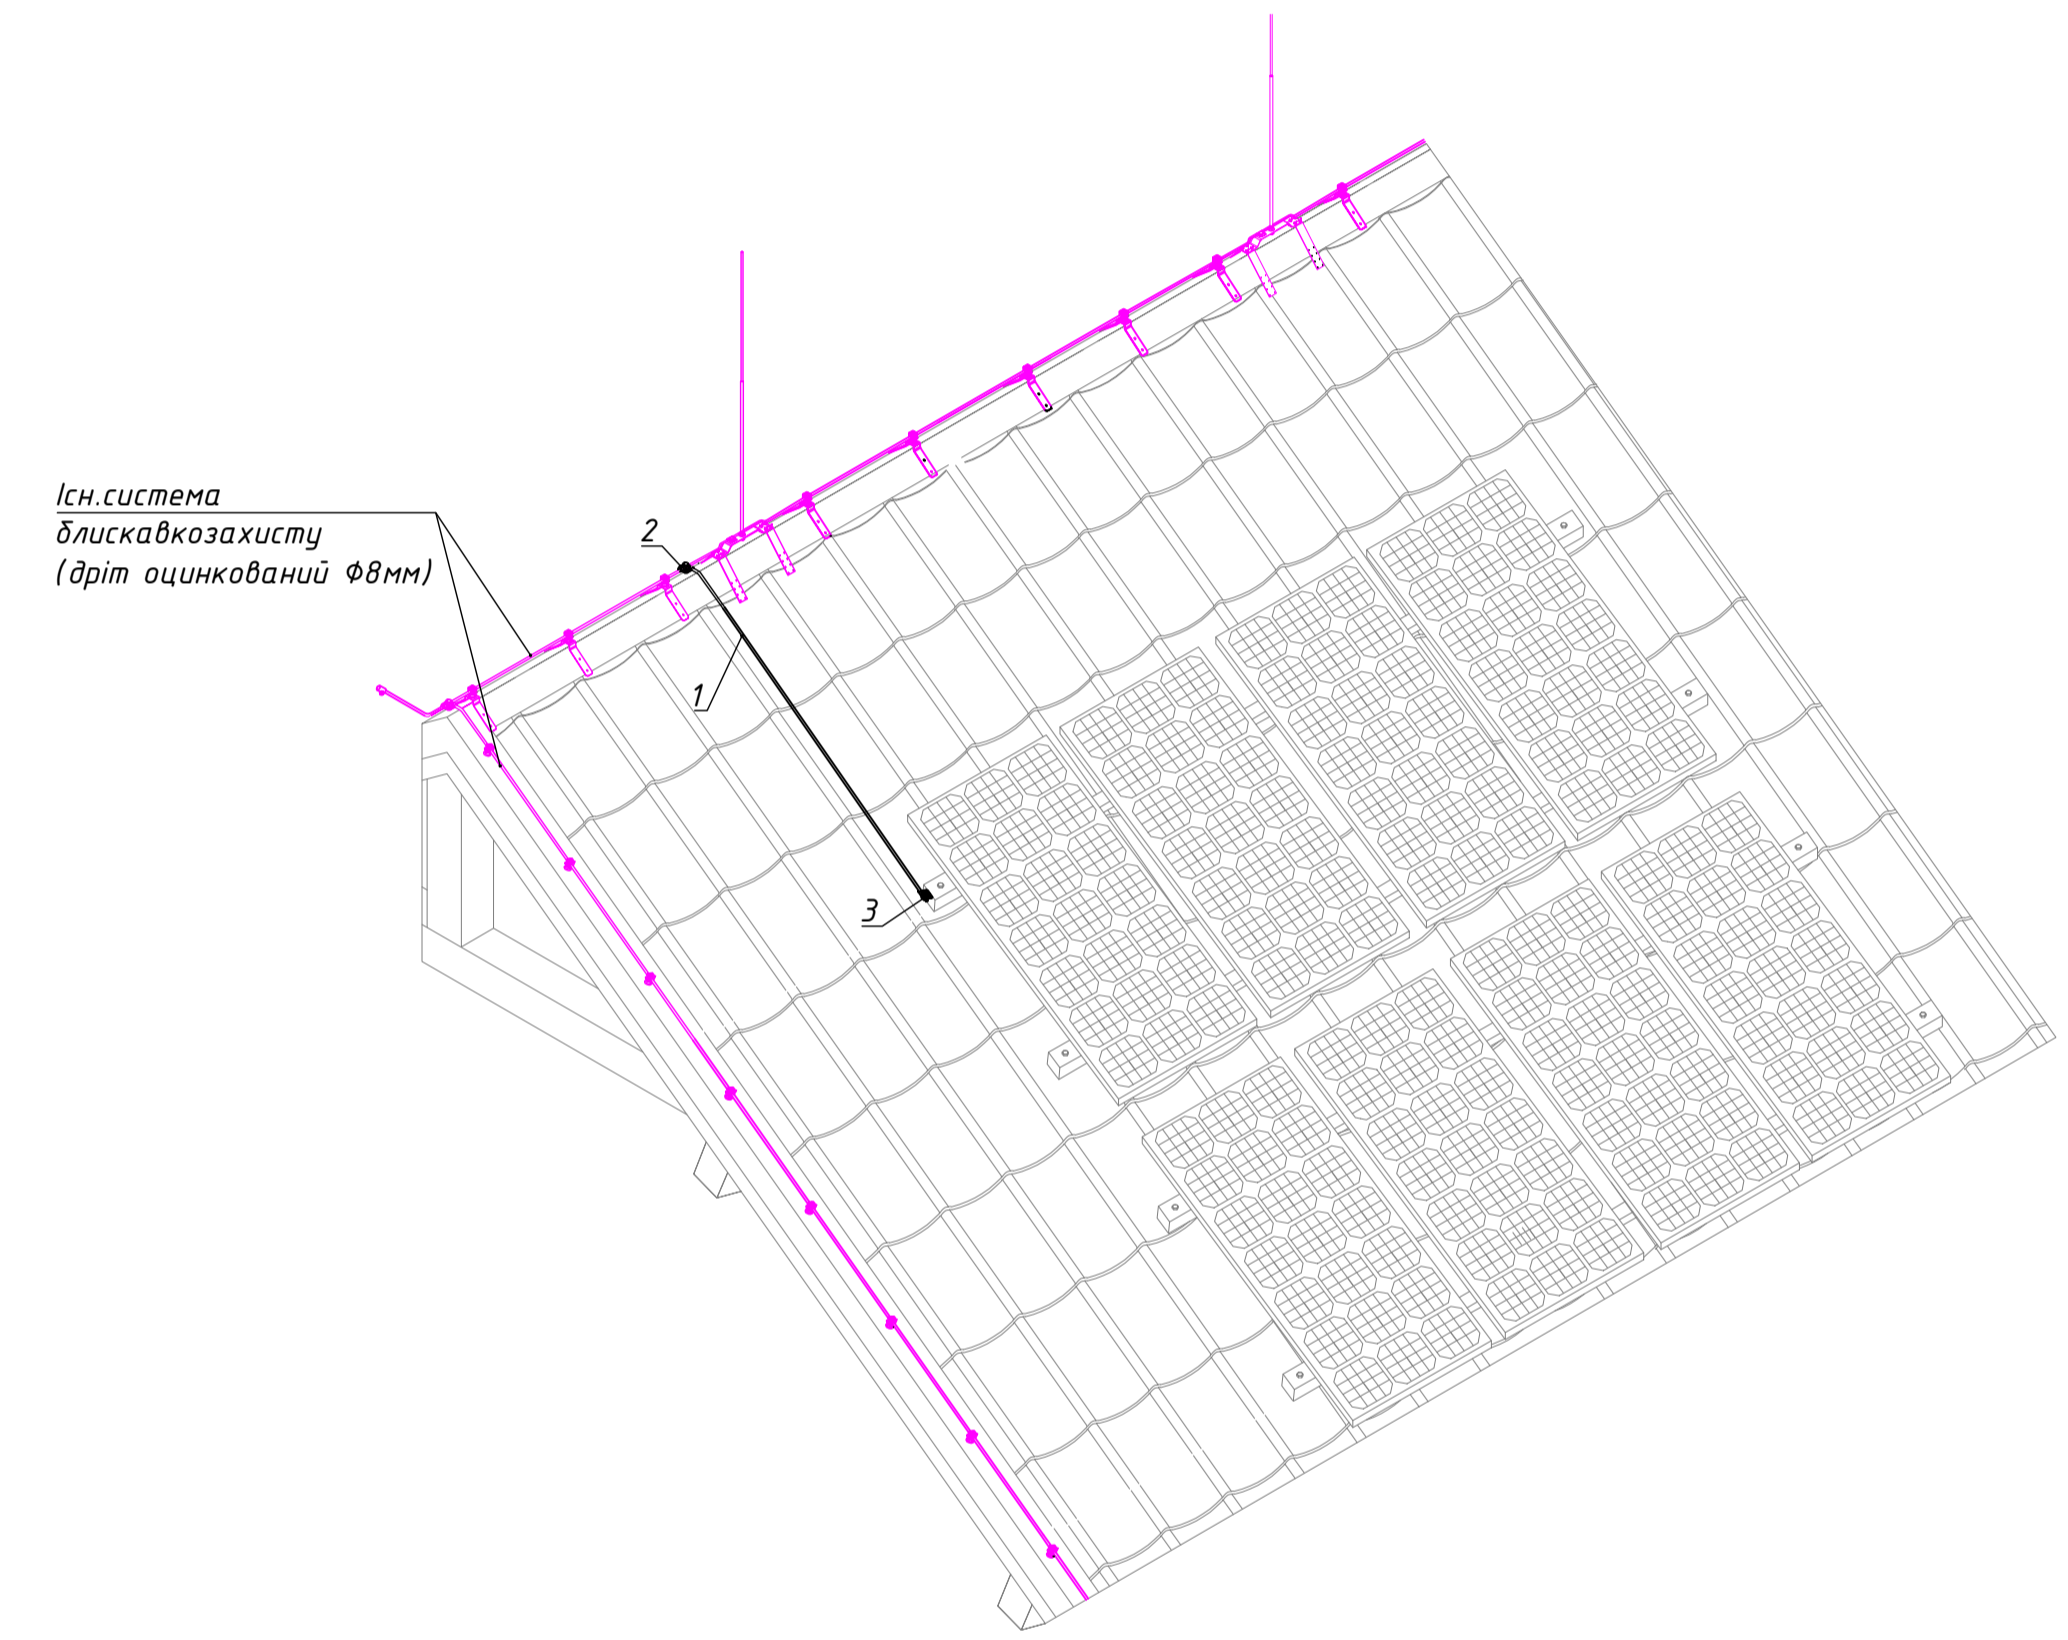 Існ.система
блискавкозахисту
(дріт оцинкований Ф8мм)
2
1
3